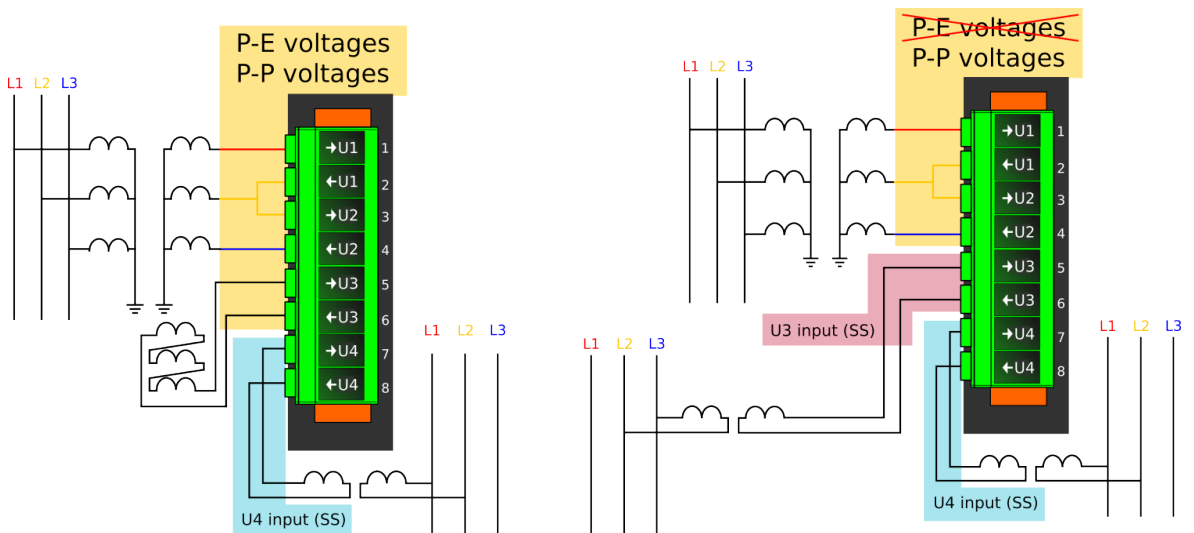 P-E voltages
P-P voltages
L1 L2 L3
→U1 1
←U1 2
→U2 3
←U2 4
→U3 5
←U3 6
→U4 7
←U4 8
L1 L2 L3
U4 input (SS)
P-E voltages
P-P voltages
L1 L2 L3
→U1 1
←U1 2
→U2 3
←U2 4
→U3 5
←U3 6
→U4 7
←U4 8
U3 input (SS)
L1 L2 L3
L1 L2 L3
U4 input (SS)